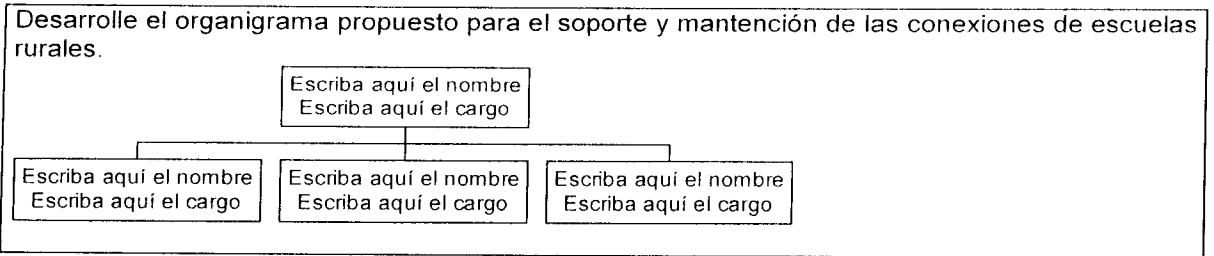 Desarrolle el organigrama propuesto para el soporte y mantención de las conexiones de escuelas
rurales.
Escriba aquí el nombre
Escriba aquí el cargo
Escriba aquí el nombre
Escriba aquí el cargo
Escriba aquí el nombre
Escriba aquí el cargo
Escriba aquí el nombre
Escriba aquí el cargo